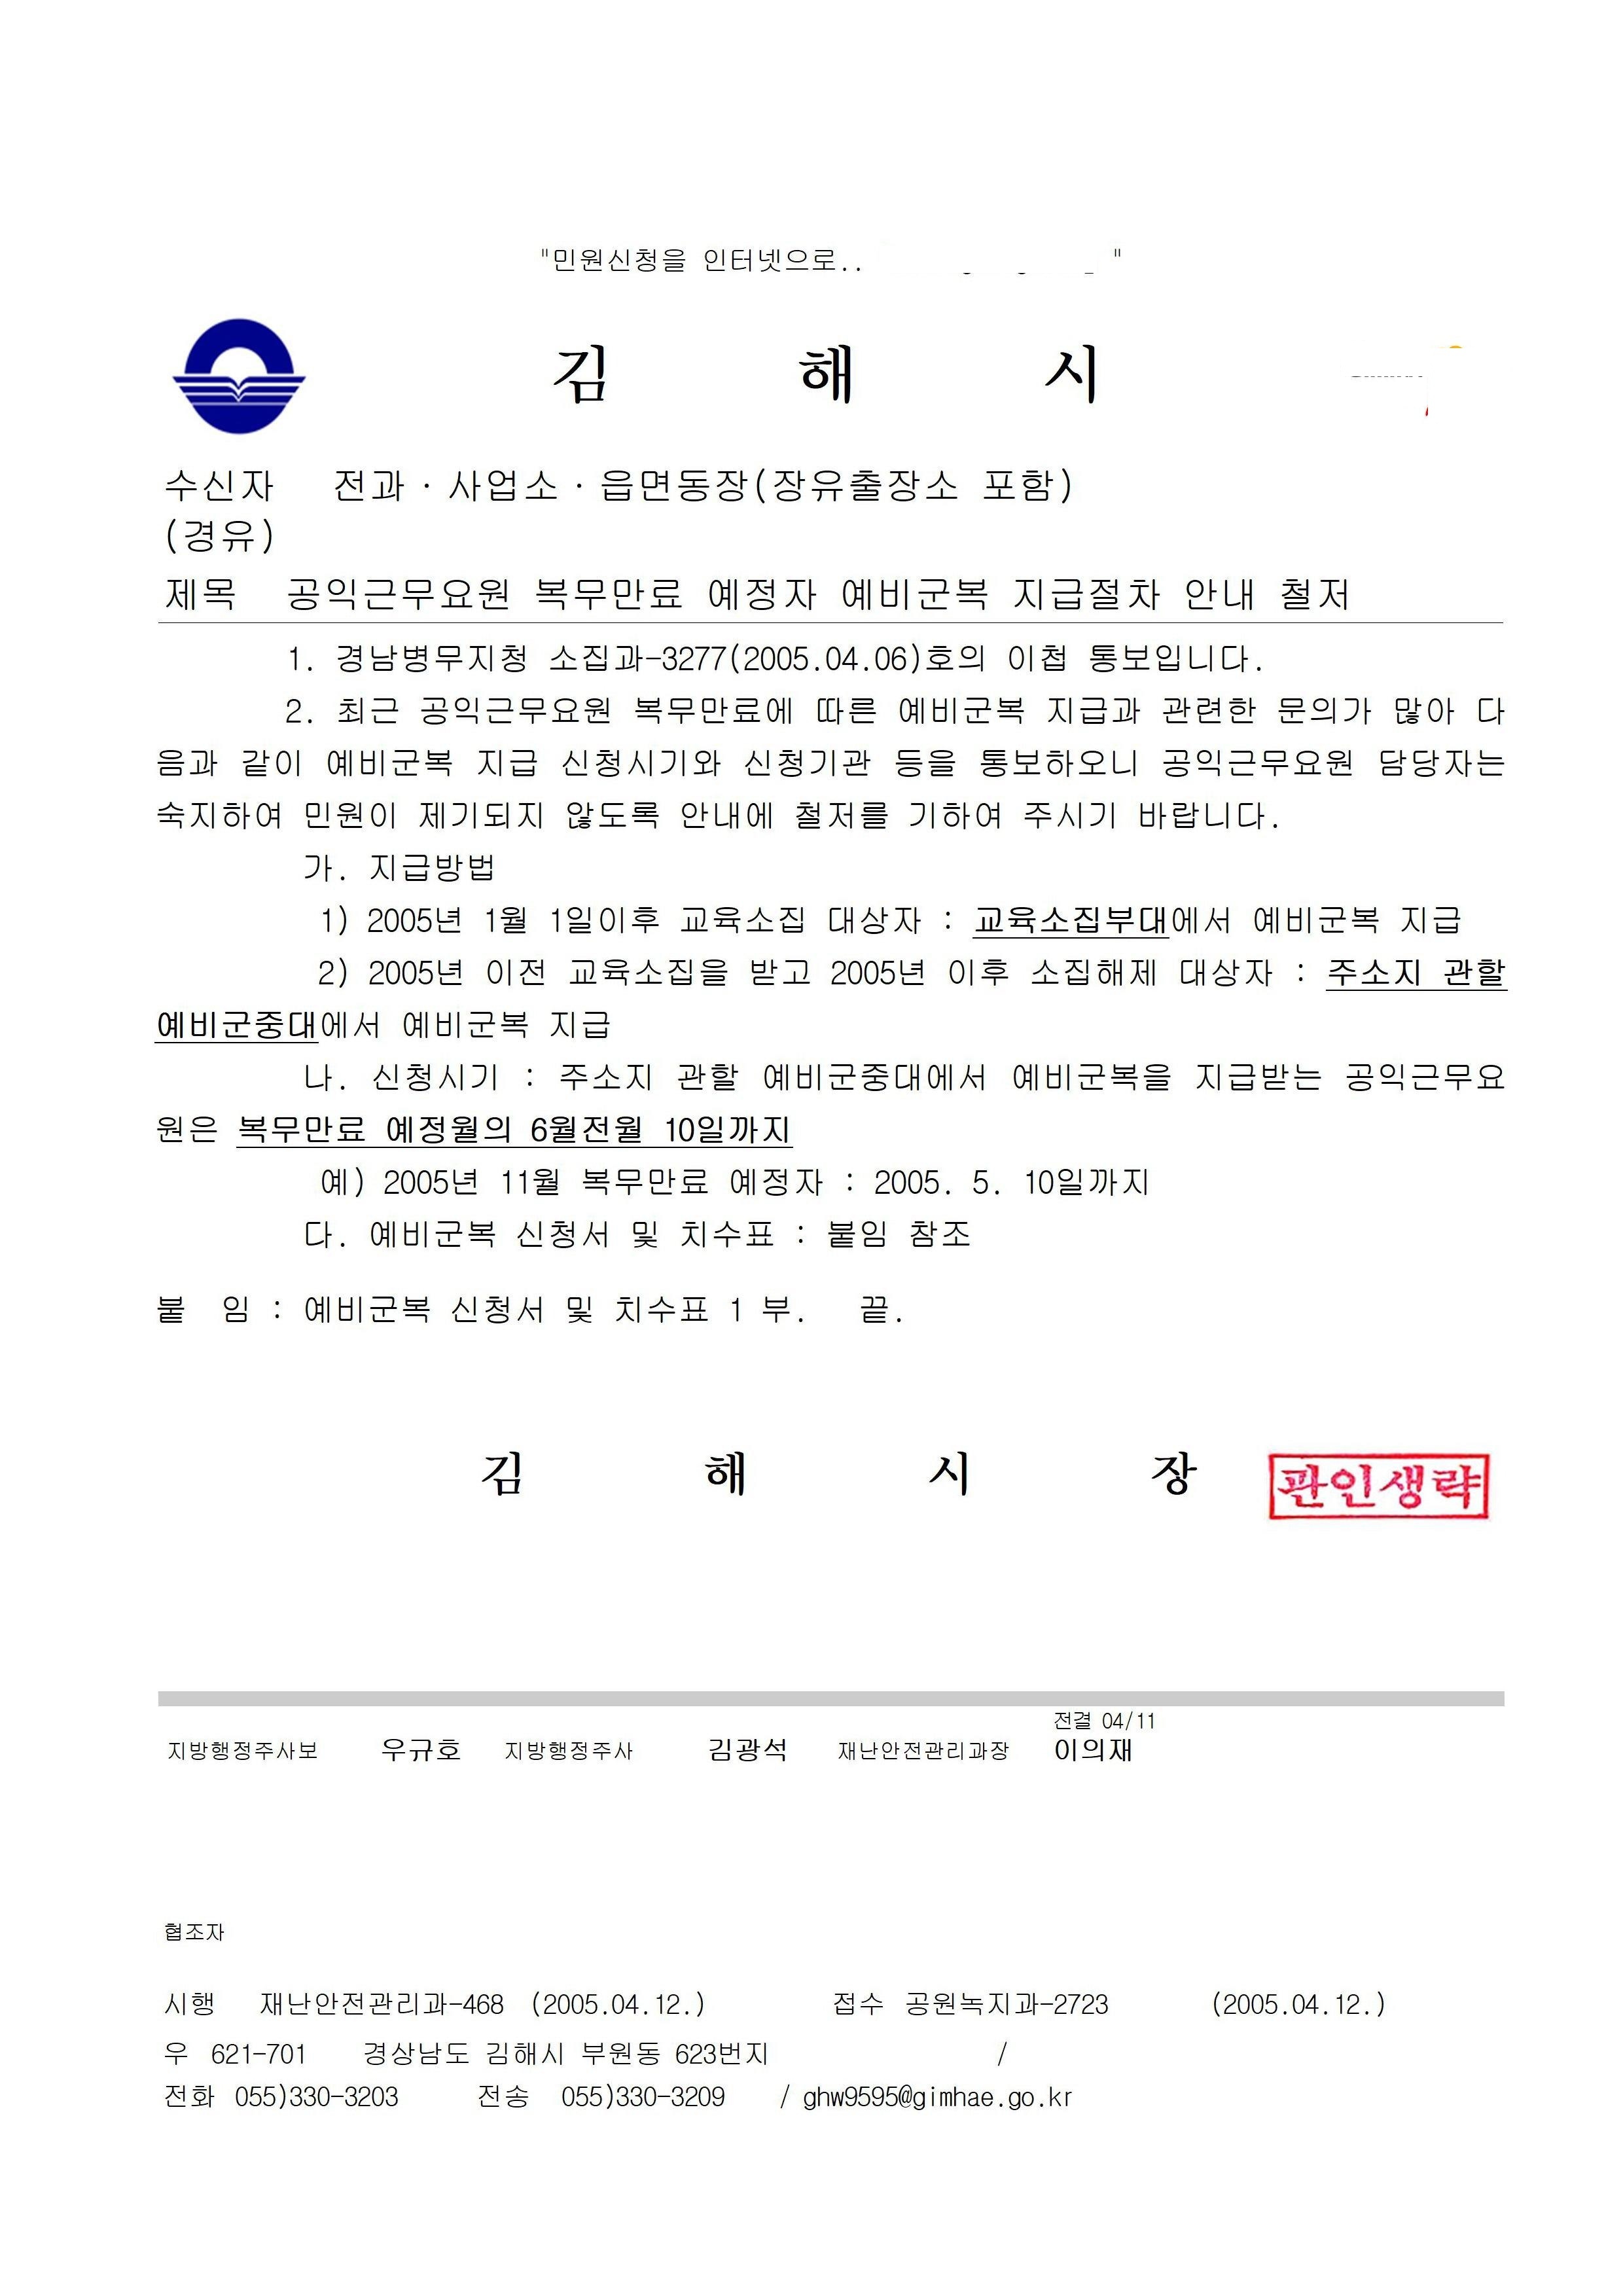 "민원신청을 인터넷으로.. "
김 해 시
수신자 전과·사업소·읍면동장(장유출장소 포함)
(경유)
제목 공익근무요원 복무만료 예정자 예비군복 지급절차 안내 철저
1. 경남병무지청 소집과-3277(2005.04.06)호의 이첩 통보입니다.
2. 최근 공익근무요원 복무만료에 따른 예비군복 지급과 관련한 문의가 많아 다
음과 같이 예비군복 지급 신청시기와 신청기관 등을 통보하오니 공익근무요원 담당자는
숙지하여 민원이 제기되지 않도록 안내에 철저를 기하여 주시기 바랍니다.
가. 지급방법
1) 2005년 1월 1일이후 교육소집 대상자 : 교육소집부대에서 예비군복 지급
2) 2005년 이전 교육소집을 받고 2005년 이후 소집해제 대상자 : 주소지 관할
예비군중대에서 예비군복 지급
나. 신청시기 : 주소지 관할 예비군중대에서 예비군복을 지급받는 공익근무요
원은 복무만료 예정월의 6월전월 10일까지
예) 2005년 11월 복무만료 예정자 : 2005. 5. 10일까지
다. 예비군복 신청서 및 치수표 : 붙임 참조
붙 임 : 예비군복 신청서 및 치수표 1 부. 끝.
김 해 시 장 관인생략
전결 04/11
지방행정주사보 우규호 지방행정주사 김광석 재난안전관리과장 이의재
협조자
시행 재난안전관리과-468 (2005.04.12.) 접수 공원녹지과-2723 (2005.04.12.)
우 621-701 경상남도 김해시 부원동 623번지 /
전화 055)330-3203 전송 055)330-3209 / ghw9595@gimhae.go.kr